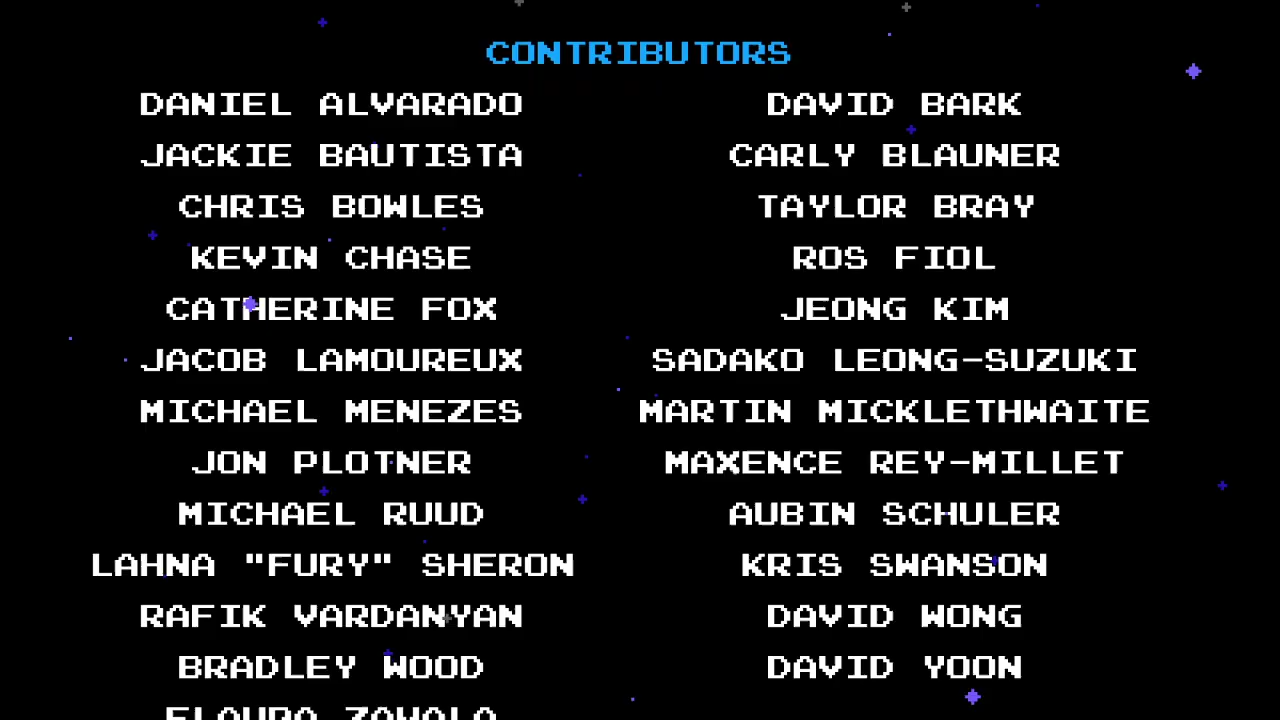 CONTRIBUTORS
DANIEL ALVARADO DAVID BARK
JACKIE BAUTISTA CARLY BLAUNER
CHRIS BOWLES TAYLOR BRAY
KEVIN CHASE ROS FIOL
CATHERINE FOX JEONG KIM
JACOB LAMOUREUX SADAKO LEONG-SUZUKI
MICHAEL MENEZES MARTIN MICKLETHWAITE
JON PLOTNER MAXENCE REY-MILLET
MICHAEL RUUD AUBIN SCHULER
LAHNA "FURY" SHERON KRIS SWANSON
RAFIK VARDANYAN DAVID WONG
BRADLEY WOOD DAVID YOON